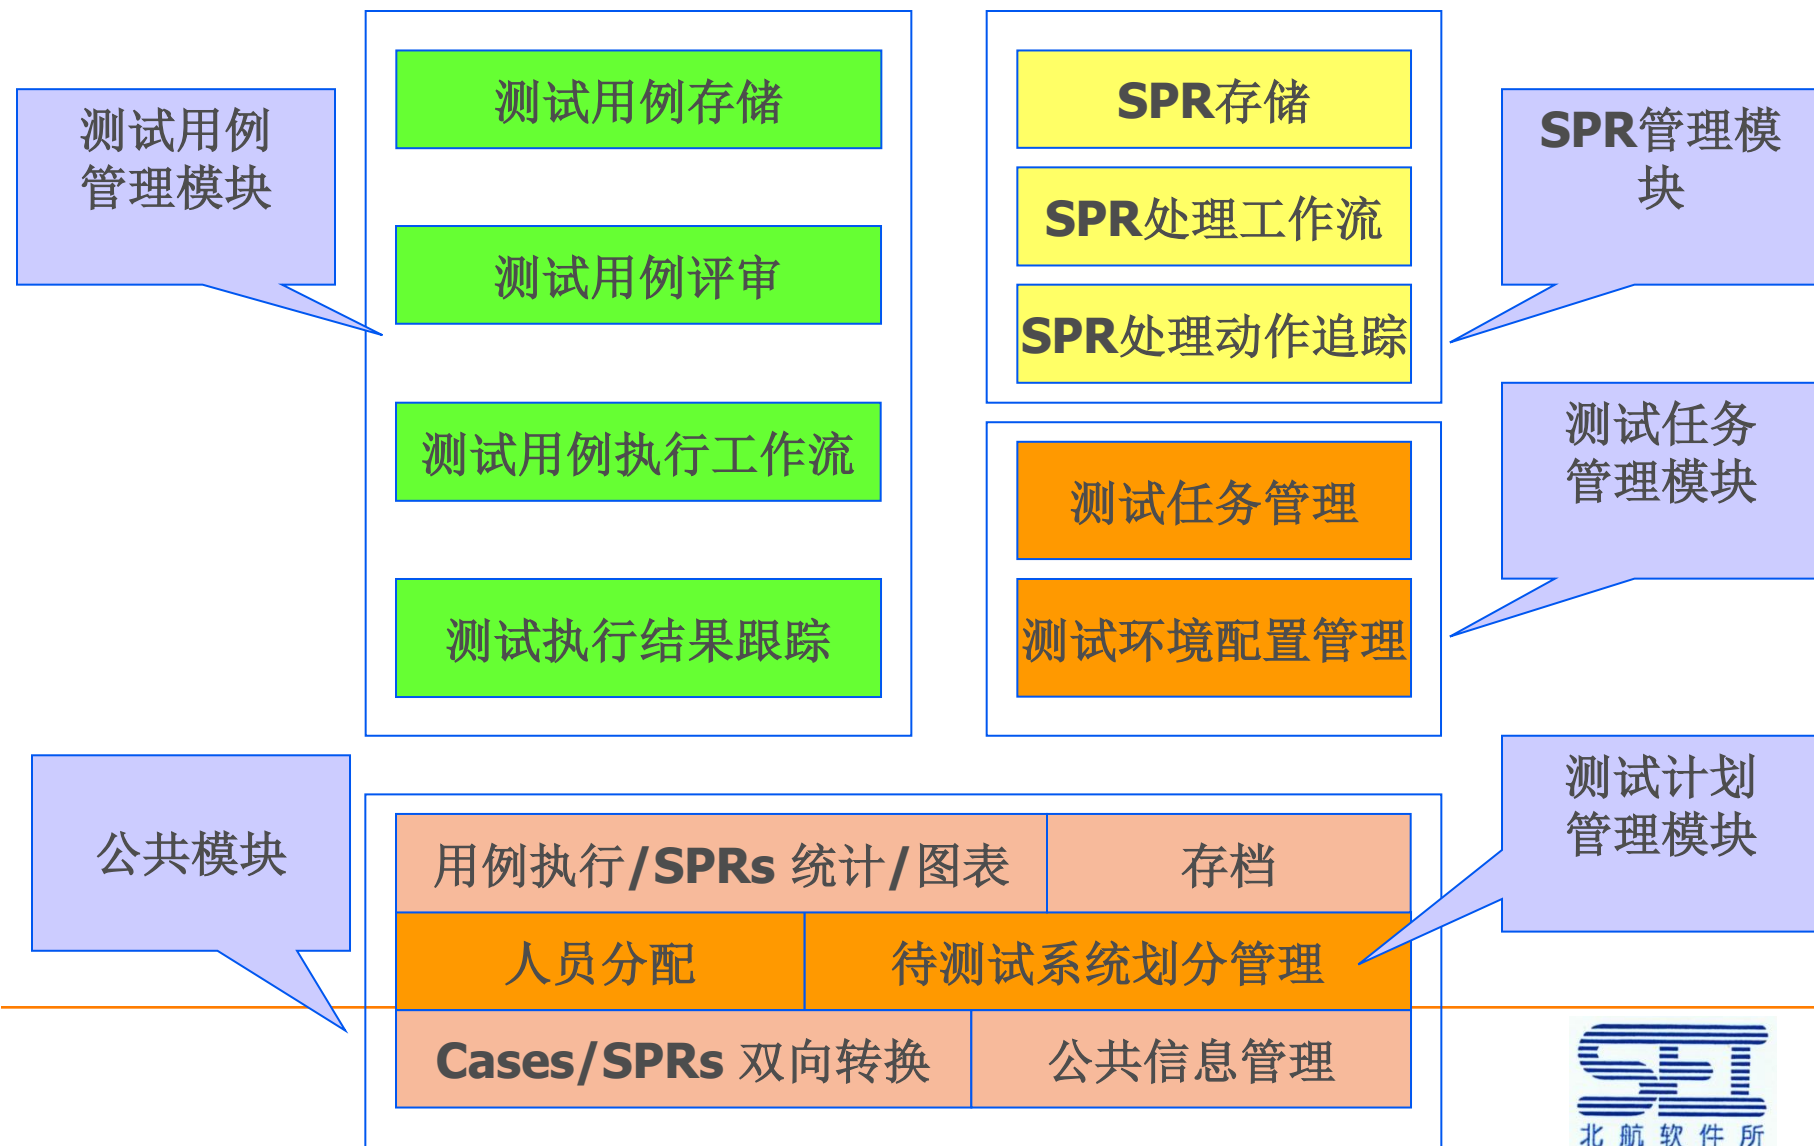 测试用例
管理模块
测试用例存储
测试用例评审
测试用例执行工作流
测试执行结果跟踪
SPR存储
SPR处理工作流
SPR处理动作追踪
SPR管理模
块
测试任务管理
测试环境配置管理
测试任务
管理模块
公共模块
用例执行/SPRs 统计/图表
存档
人员分配
待测试系统划分管理
Cases/SPRs 双向转换
公共信息管理
测试计划
管理模块
SEI
北航软件所